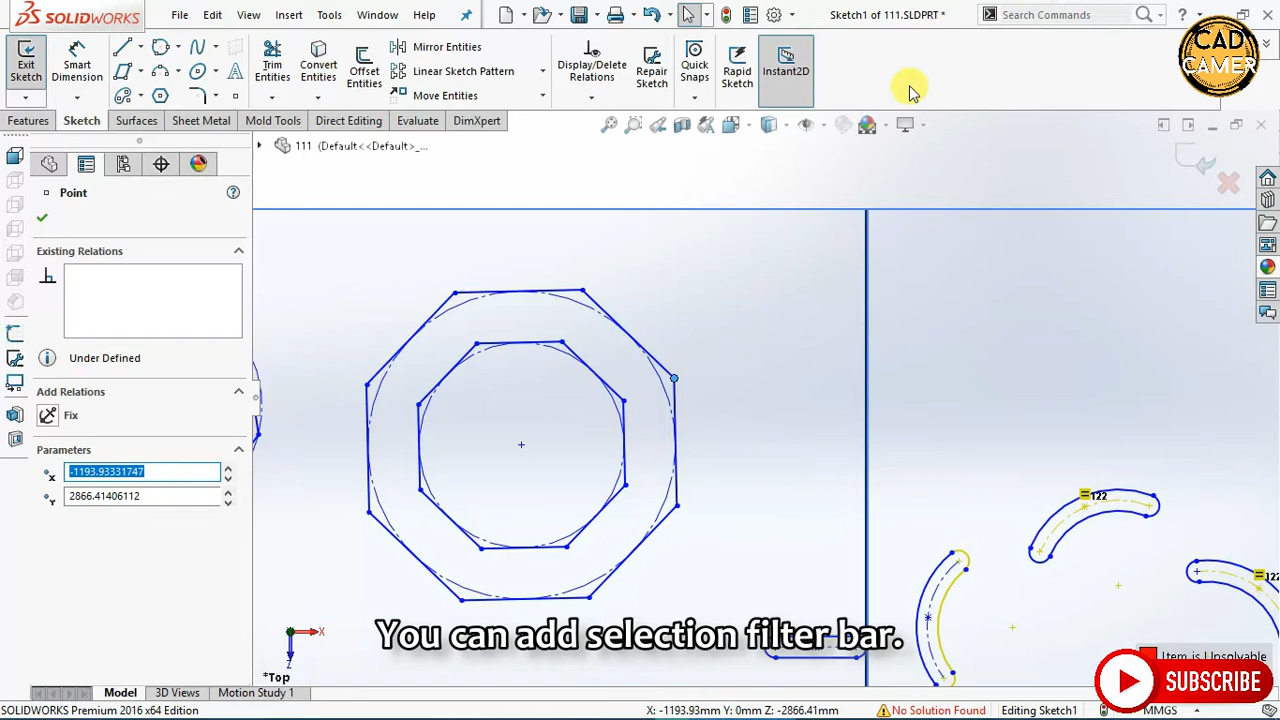 SOLIDWORKS
File Edit View Insert Tools Window Help
Sketch1 of 111.SLDPRT *
Search Commands
CAD
CAMER
Exit Sketch
Smart Dimension
Trim Entities
Convert Entities
Offset Entities
Mirror Entities
Linear Sketch Pattern
Move Entities
Display/Delete Relations
Repair Sketch
Quick Snaps
Rapid Sketch
Instant2D
Features Sketch Surfaces Sheet Metal Mold Tools Direct Editing Evaluate DimXpert
111 (Default<<Default>_...
Point
Existing Relations
Under Defined
Add Relations
Fix
Parameters
-1193.93331747
2866.41406112
122
122
You can add selection filter bar.
X
Z
*Top
Item is Unsolvable
SUBSCRIBE
Model 3D Views Motion Study 1
SOLIDWORKS Premium 2016 x64 Edition
X: -1193.93mm Y: 0mm Z: -2866.41mm
No Solution Found
Editing Sketch1
MMGS